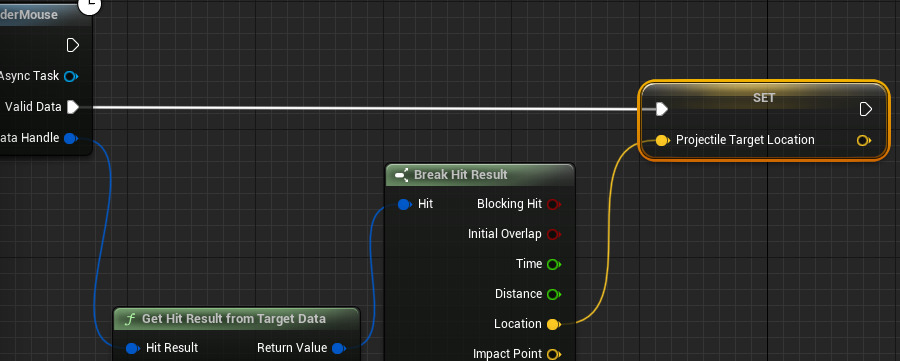 derMouse
Async Task
Valid Data
ata Handle
SET
Projectile Target Location
Break Hit Result
Hit
Blocking Hit
Initial Overlap
Time
Distance
Location
Impact Point
f Get Hit Result from Target Data
Hit Result
Return Value